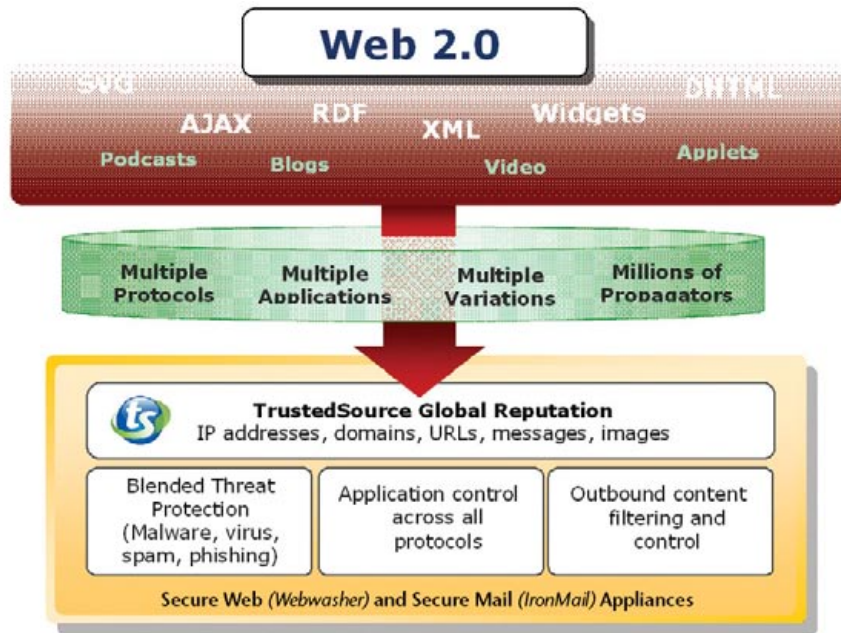 Web 2.0
SVG
DHTML
AJAX
RDF
XML
Widgets
Podcasts
Blogs
Video
Applets
Multiple
Protocols
Multiple
Applications
Multiple
Variations
Millions of
Propagators
ts
TrustedSource Global Reputation
IP addresses, domains, URLs, messages, images
Blended Threat
Protection
(Malware, virus,
spam, phishing)
Application control
across all
protocols
Outbound content
filtering and
control
Secure Web (Webwasher) and Secure Mail (IronMail) Appliances